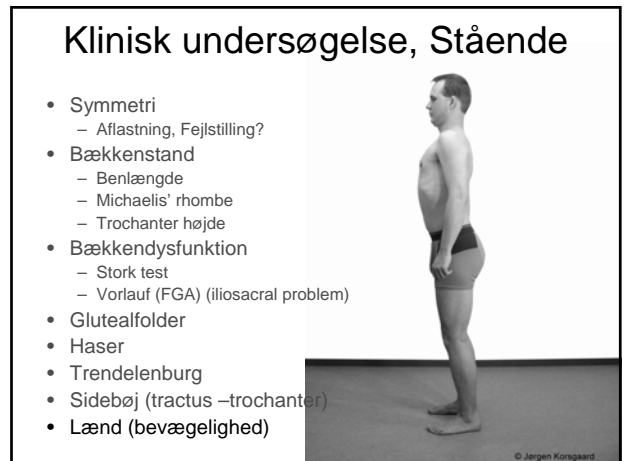 Klinisk undersøgelse, Stående
• Symmetri
– Aflastning, Fejlstilling?
• Bækkenstand
– Benlængde
– Michaelis' rhombe
– Trochanter højde
• Bækkendysfunktion
– Stork test
– Vorlauf (FGA) (iliosacral problem)
• Glutealfolder
• Haser
• Trendelenburg
• Sidebøj (tractus –trochanter)
• Lænd (bevægelighed)
© Jørgen Korsgaard